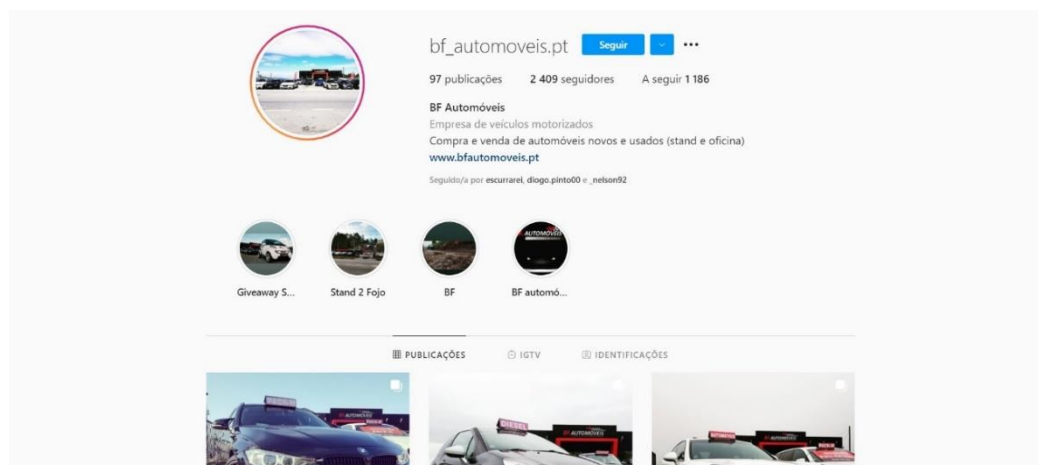 bf_automoveis.pt Seguir
97 publicações 2 409 seguidores A seguir 1 186
BF Automóveis
Empresa de veículos motorizados
Compra e venda de automóveis novos e usados (stand e oficina)
www.bfautomoveis.pt
Seguido/a por escurrarei, diogo.pinto00 e _nelson92
Giveaway S... Stand 2 Fojo BF BF automó...
PUBLICAÇÕES IGTV IDENTIFICAÇÕES
DIESEL